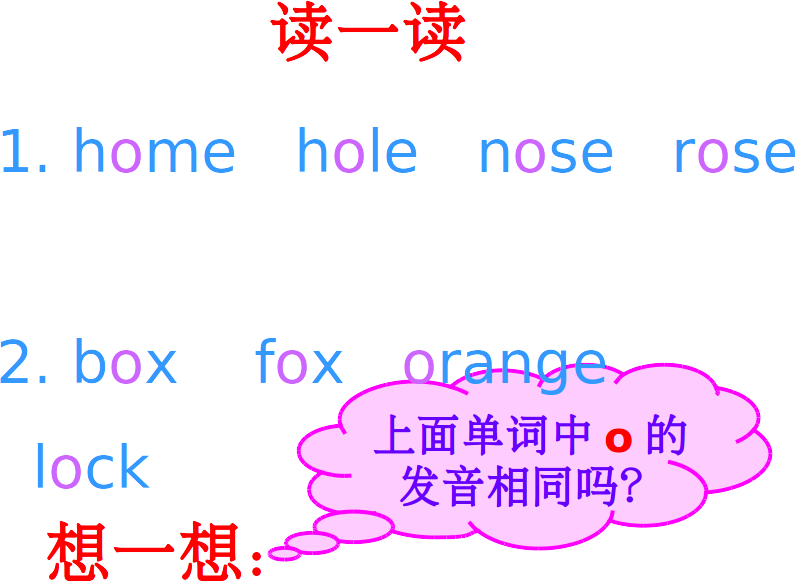 读一读
1. home hole nose rose
2. box fox orange
lock
上面单词中 o 的
发音相同吗?
想一想: